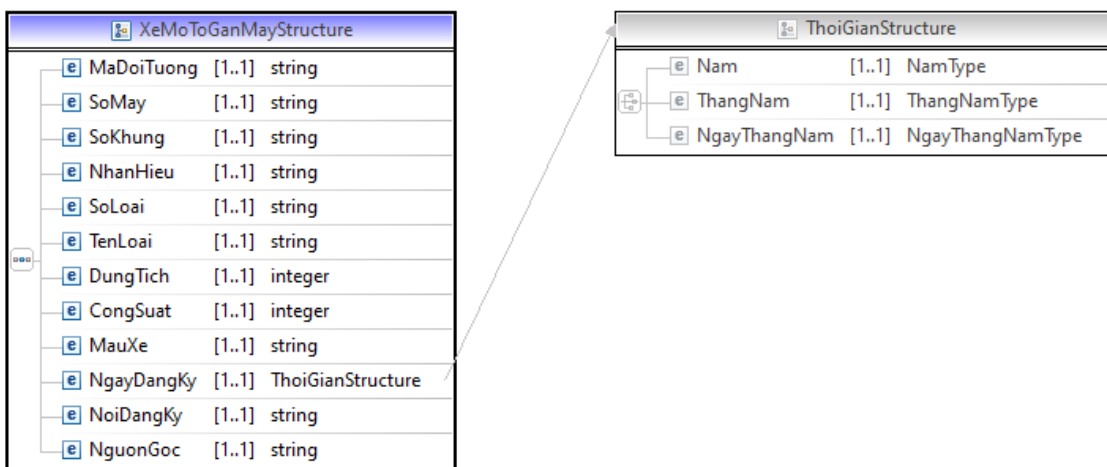 XeMoToGanMayStructure
e MaDoiTuong [1..1] string
e SoMay [1..1] string
e SoKhung [1..1] string
e NhanHieu [1..1] string
e SoLoai [1..1] string
e TenLoai [1..1] string
e DungTich [1..1] integer
e CongSuat [1..1] integer
e MauXe [1..1] string
e NgayDangKy [1..1] ThoiGianStructure
e NoiDangKy [1..1] string
e NguonGoc [1..1] string
ThoiGianStructure
e Nam [1..1] NamType
e ThangNam [1..1] ThangNamType
e NgayThangNam [1..1] NgayThangNamType